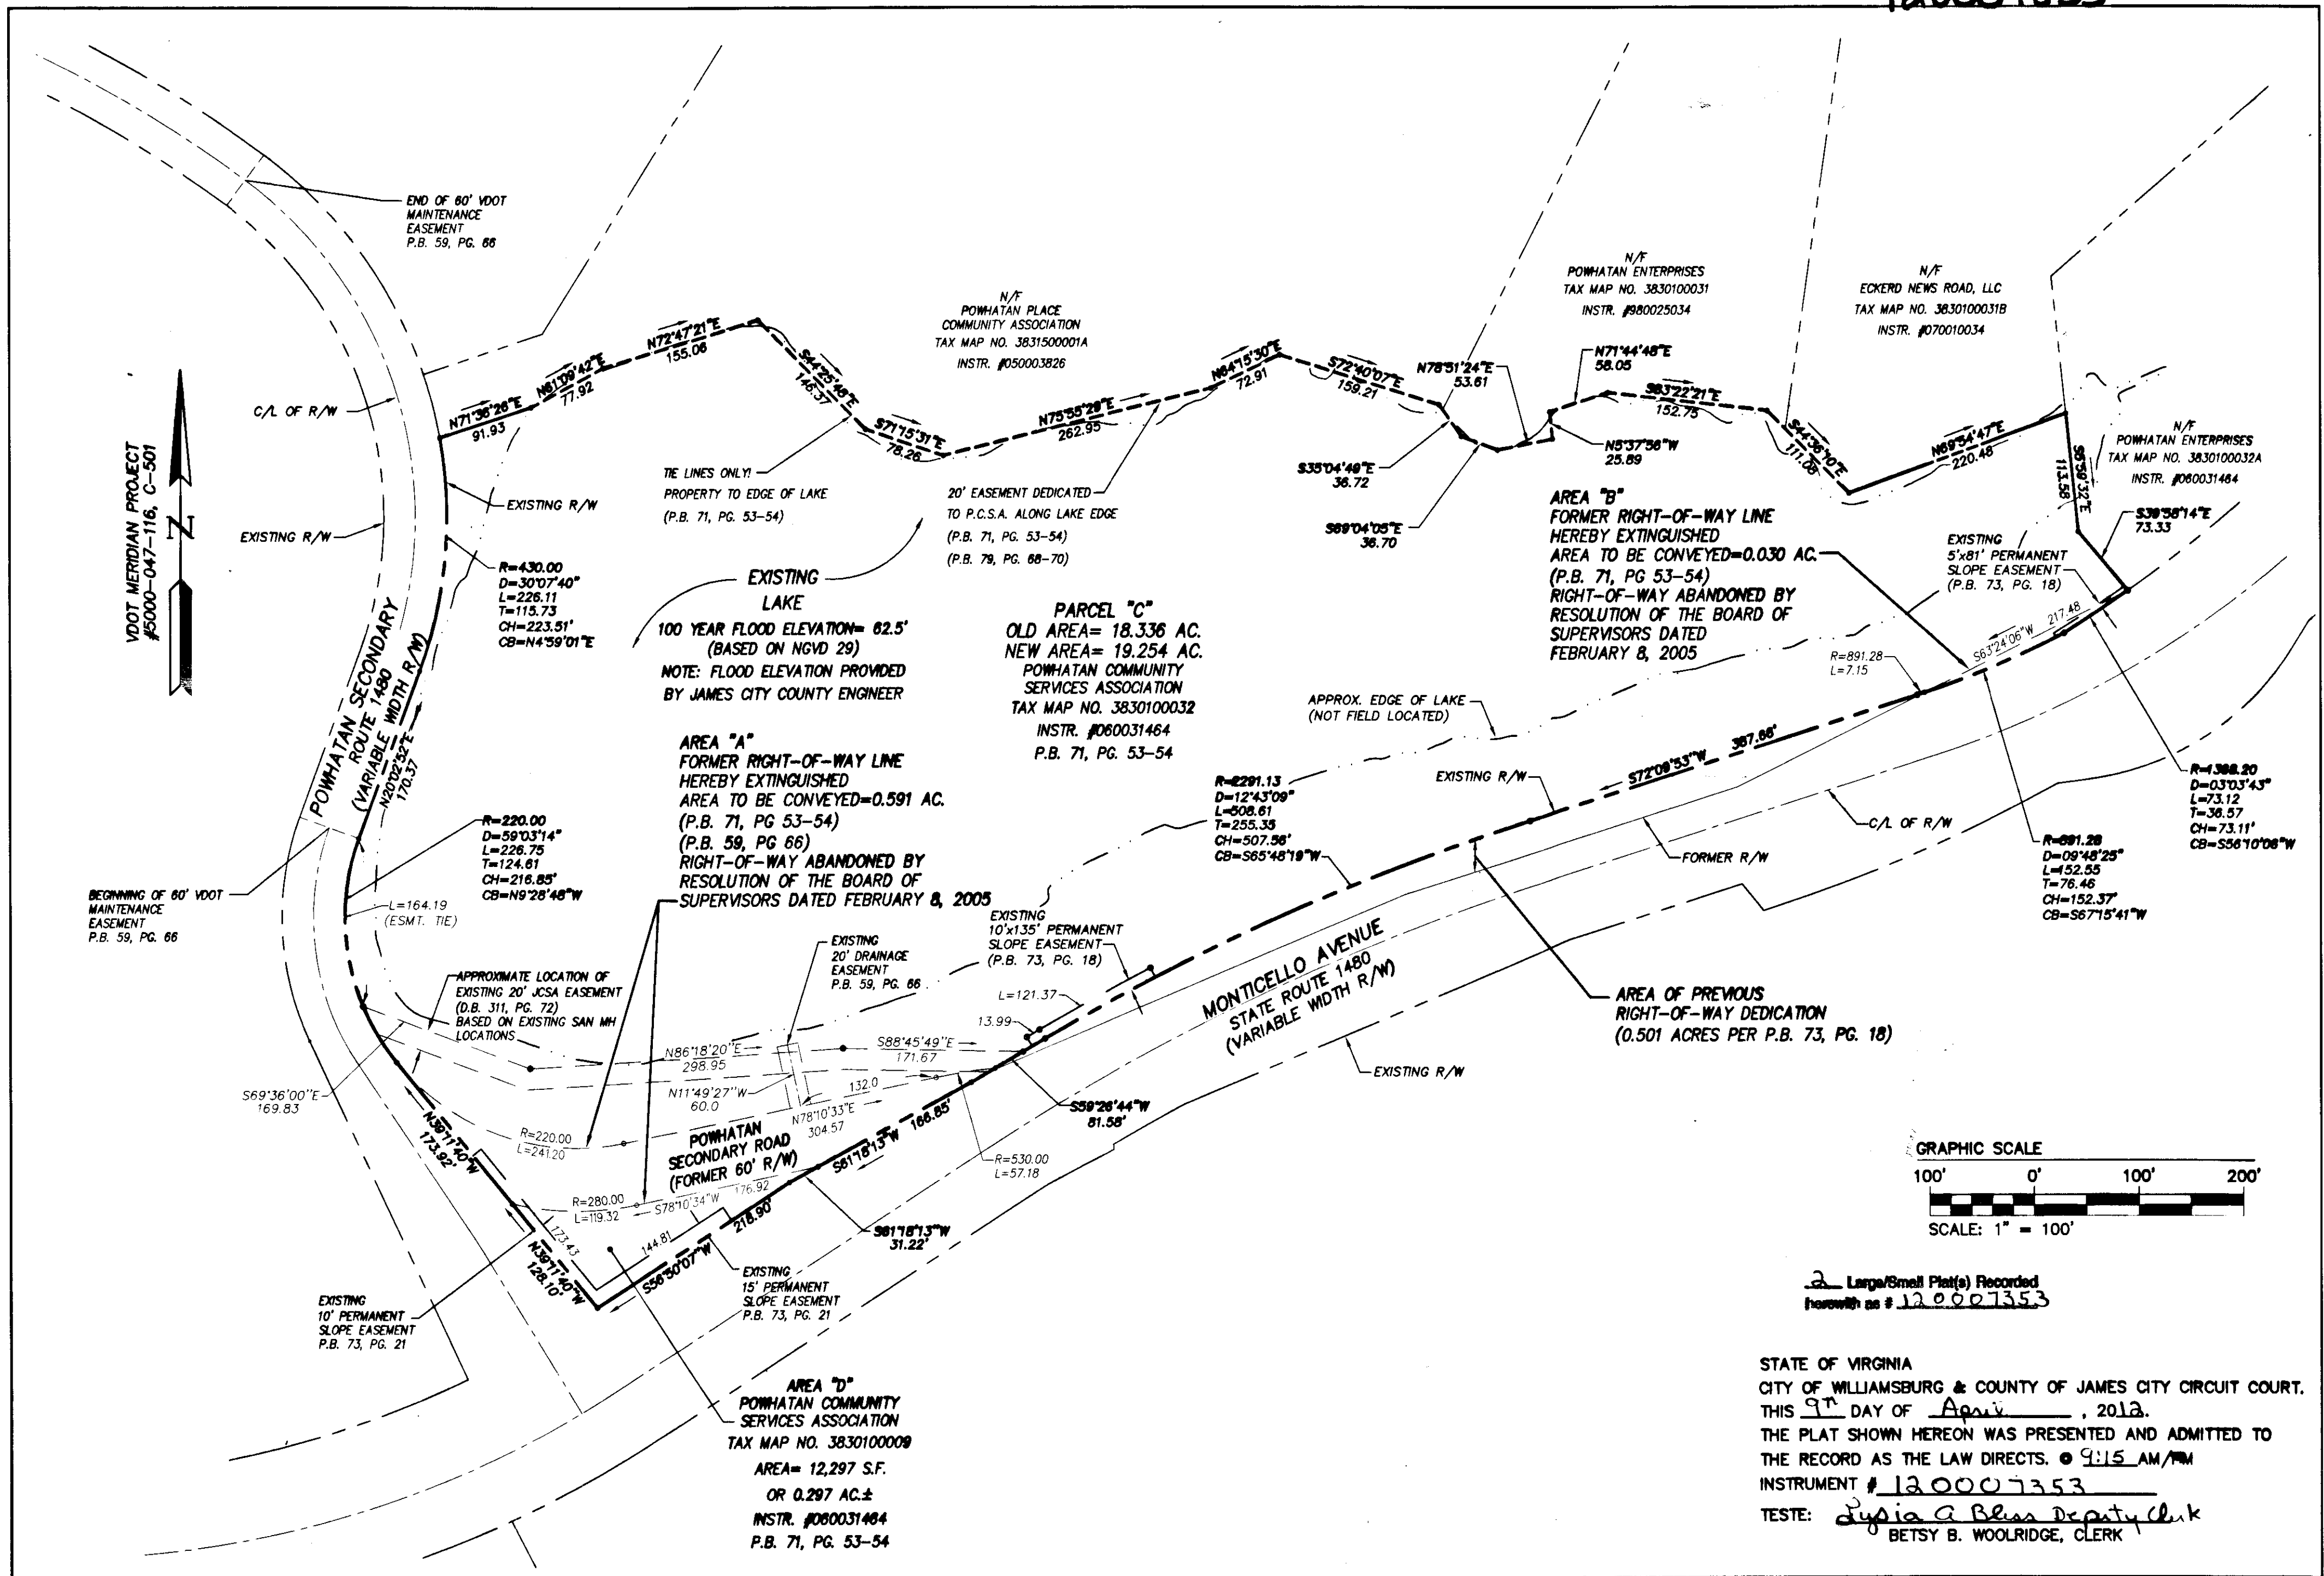 END OF 60' VDOT
MAINTENANCE
EASEMENT
P.B. 59, PG. 66
C/L OF R/W
EXISTING R/W
VDOT MERIDIAN PROJECT
#5000-047-116, C-501
N
N/F
POWHATAN PLACE
COMMUNITY ASSOCIATION
TAX MAP NO. 3831500001A
INSTR. #050003826
N/F
POWHATAN ENTERPRISES
TAX MAP NO. 3830100031
INSTR. #980025034
N/F
ECKERD NEWS ROAD, LLC
TAX MAP NO. 3830100031B
INSTR. #070010034
N/F
POWHATAN ENTERPRISES
TAX MAP NO. 3830100032A
INSTR. #060031464
N71°36'26"E
91.93
N61°09'42"E
77.92
N72°47'21"E
155.06
S44°25'48"E
146.37
S71°15'31"E
78.26
N75°55'29"E
262.95
N64°15'30"E
72.91
S72°40'07"E
159.21
S35°04'49"E
36.72
S69°04'05"E
36.70
N78°51'24"E
53.61
N5°37'56"W
25.89
N71°44'48"E
58.05
S83°22'21"E
152.75
S44°36'10"E
111.08
N69°54'47"E
220.48
S5°59'32"E
113.58
S39°58'14"E
73.33
EXISTING R/W
R=430.00
D=30°07'40"
L=226.11
T=115.73
CH=223.51'
CB=N4°59'01"E
TIE LINES ONLY!
PROPERTY TO EDGE OF LAKE
(P.B. 71, PG. 53-54)
20' EASEMENT DEDICATED
TO P.C.S.A. ALONG LAKE EDGE
(P.B. 71, PG. 53-54)
(P.B. 79, PG. 68-70)
EXISTING
LAKE
100 YEAR FLOOD ELEVATION= 62.5'
(BASED ON NGVD 29)
NOTE: FLOOD ELEVATION PROVIDED
BY JAMES CITY COUNTY ENGINEER
PARCEL "C"
OLD AREA= 18.336 AC.
NEW AREA= 19.254 AC.
POWHATAN COMMUNITY
SERVICES ASSOCIATION
TAX MAP NO. 3830100032
INSTR. #060031464
P.B. 71, PG. 53-54
AREA "B"
FORMER RIGHT-OF-WAY LINE
HEREBY EXTINGUISHED
AREA TO BE CONVEYED=0.030 AC.
(P.B. 71, PG 53-54)
RIGHT-OF-WAY ABANDONED BY
RESOLUTION OF THE BOARD OF
SUPERVISORS DATED
FEBRUARY 8, 2005
EXISTING
5'x81' PERMANENT
SLOPE EASEMENT
(P.B. 73, PG. 18)
S63°24'06"W 217.48
R=891.28
L=7.15
APPROX. EDGE OF LAKE
(NOT FIELD LOCATED)
POWHATAN SECONDARY
ROUTE 1480
(VARIABLE WIDTH R/W)
N20°02'52"E
170.37
AREA "A"
FORMER RIGHT-OF-WAY LINE
HEREBY EXTINGUISHED
AREA TO BE CONVEYED=0.591 AC.
(P.B. 71, PG 53-54)
(P.B. 59, PG 66)
RIGHT-OF-WAY ABANDONED BY
RESOLUTION OF THE BOARD OF
SUPERVISORS DATED FEBRUARY 8, 2005
R=220.00
D=59°03'14"
L=226.75
T=124.61
CH=216.85'
CB=N9°28'48"W
L=164.19
(ESMT. TIE)
BEGINNING OF 60' VDOT
MAINTENANCE
EASEMENT
P.B. 59, PG. 66
R=2291.13
D=12°43'09"
L=508.61
T=255.35
CH=507.56'
CB=S65°48'19"W
EXISTING R/W
S72°09'53"W 387.66'
FORMER R/W
C/L OF R/W
R=891.28
D=09°48'25"
L=152.55
T=76.46
CH=152.37'
CB=S67°15'41"W
R=1368.20
D=03°03'43"
L=73.12
T=36.57
CH=73.11'
CB=S56°10'06"W
EXISTING
20' DRAINAGE
EASEMENT
P.B. 59, PG. 66
EXISTING
10'x135' PERMANENT
SLOPE EASEMENT
(P.B. 73, PG. 18)
L=121.37
13.99
MONTICELLO AVENUE
STATE ROUTE 1480
(VARIABLE WIDTH R/W)
AREA OF PREVIOUS
RIGHT-OF-WAY DEDICATION
(0.501 ACRES PER P.B. 73, PG. 18)
EXISTING R/W
APPROXIMATE LOCATION OF
EXISTING 20' JCSA EASEMENT
(D.B. 311, PG. 72)
BASED ON EXISTING SAN MH
LOCATIONS
S69°36'00"E
169.83
N86°18'20"E
298.95
S88°45'49"E
171.67
N11°49'27"W
60.0
132.0
N78°10'33"E
304.57
R=220.00
L=241.20
POWHATAN
SECONDARY ROAD
(FORMER 60' R/W)
S61°18'13"W 166.85'
S59°26'44"W
81.58'
R=530.00
L=57.18
N39°11'40"W
173.92'
R=280.00
L=119.32
S78°10'34"W 176.92
173.43
144.81
218.90'
S56°50'07"W
S61°18'13"W
31.22'
N39°11'40"W
128.10'
EXISTING
10' PERMANENT
SLOPE EASEMENT
P.B. 73, PG. 21
EXISTING
15' PERMANENT
SLOPE EASEMENT
P.B. 73, PG. 21
AREA "D"
POWHATAN COMMUNITY
SERVICES ASSOCIATION
TAX MAP NO. 3830100009
AREA= 12,297 S.F.
OR 0.297 AC.±
INSTR. #060031464
P.B. 71, PG. 53-54
GRAPHIC SCALE
100' 0' 100' 200'
SCALE: 1" = 100'
2 Large/Small Plat(s) Recorded
herewith as # 120007353
STATE OF VIRGINIA
CITY OF WILLIAMSBURG & COUNTY OF JAMES CITY CIRCUIT COURT.
THIS 9th DAY OF April, 2012.
THE PLAT SHOWN HEREON WAS PRESENTED AND ADMITTED TO
THE RECORD AS THE LAW DIRECTS. @ 9:15 AM/PM
INSTRUMENT # 120007353
TESTE: Lydia A Bliss Deputy Clerk
BETSY B. WOOLRIDGE, CLERK